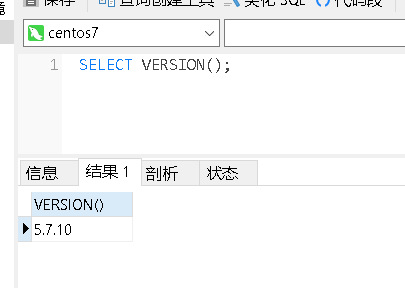 境 保存 查询创建工具 美化 SQL 代码段
centos7
1 SELECT VERSION();
信息 结果 1 剖析 状态
VERSION()
5.7.10